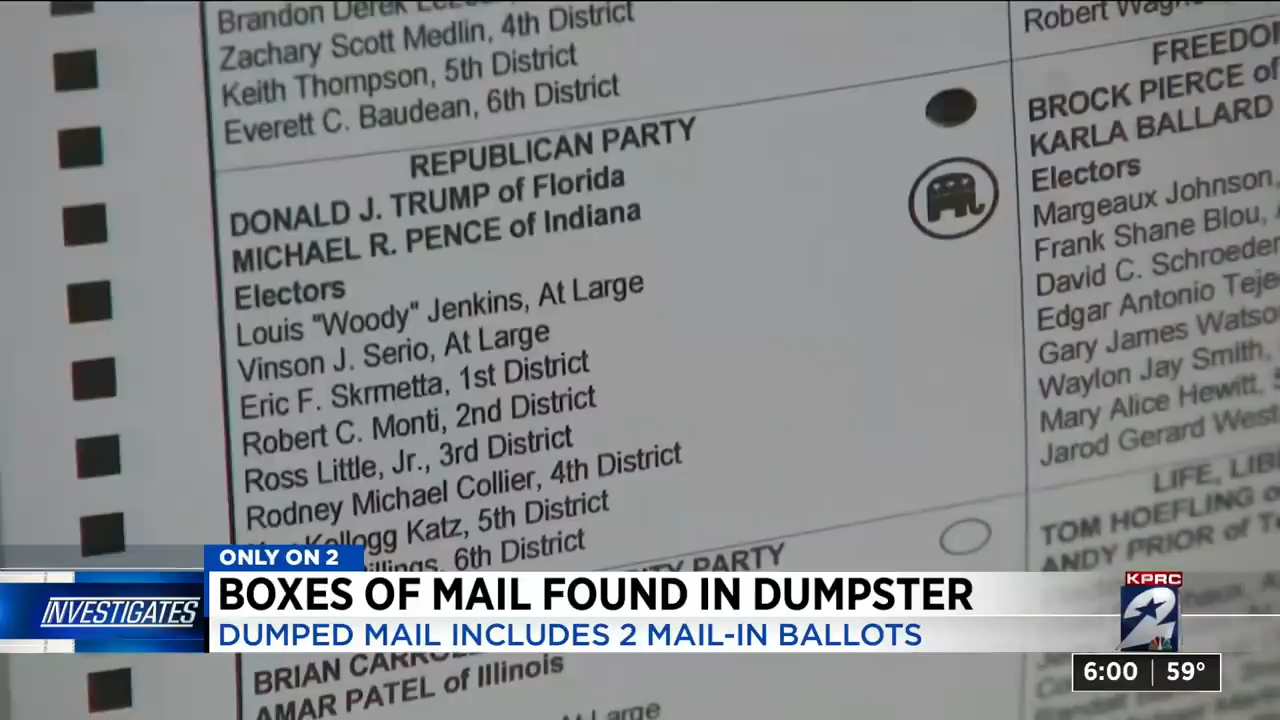 Brandon Derek
Zachary Scott Medlin, 4th District
Keith Thompson, 5th District
Everett C. Baudean, 6th District
REPUBLICAN PARTY
DONALD J. TRUMP of Florida
MICHAEL R. PENCE of Indiana
Electors
Louis "Woody" Jenkins, At Large
Vinson J. Serio, At Large
Eric F. Skrmetta, 1st District
Robert C. Monti, 2nd District
Ross Little, Jr., 3rd District
Rodney Michael Collier, 4th District
Kellogg Katz, 5th District
6th District
PARTY
BRIAN
AMAR PATEL of Illinois
At Large
Robert
BROCK PIERCE of
KARLA BALLARD
Electors
Margeaux Johnson,
Frank Shane Blou,
David C. Schroeder
Edgar Antonio
Gary James
Waylon Jay Smith,
Mary Alice Hewitt,
Jarod Gerard West
LIFE,
TOM HOEFLING
ANDY PRIOR of
ONLY ON 2
INVESTIGATES
BOXES OF MAIL FOUND IN DUMPSTER
DUMPED MAIL INCLUDES 2 MAIL-IN BALLOTS
KPRC
2
6:00 59°